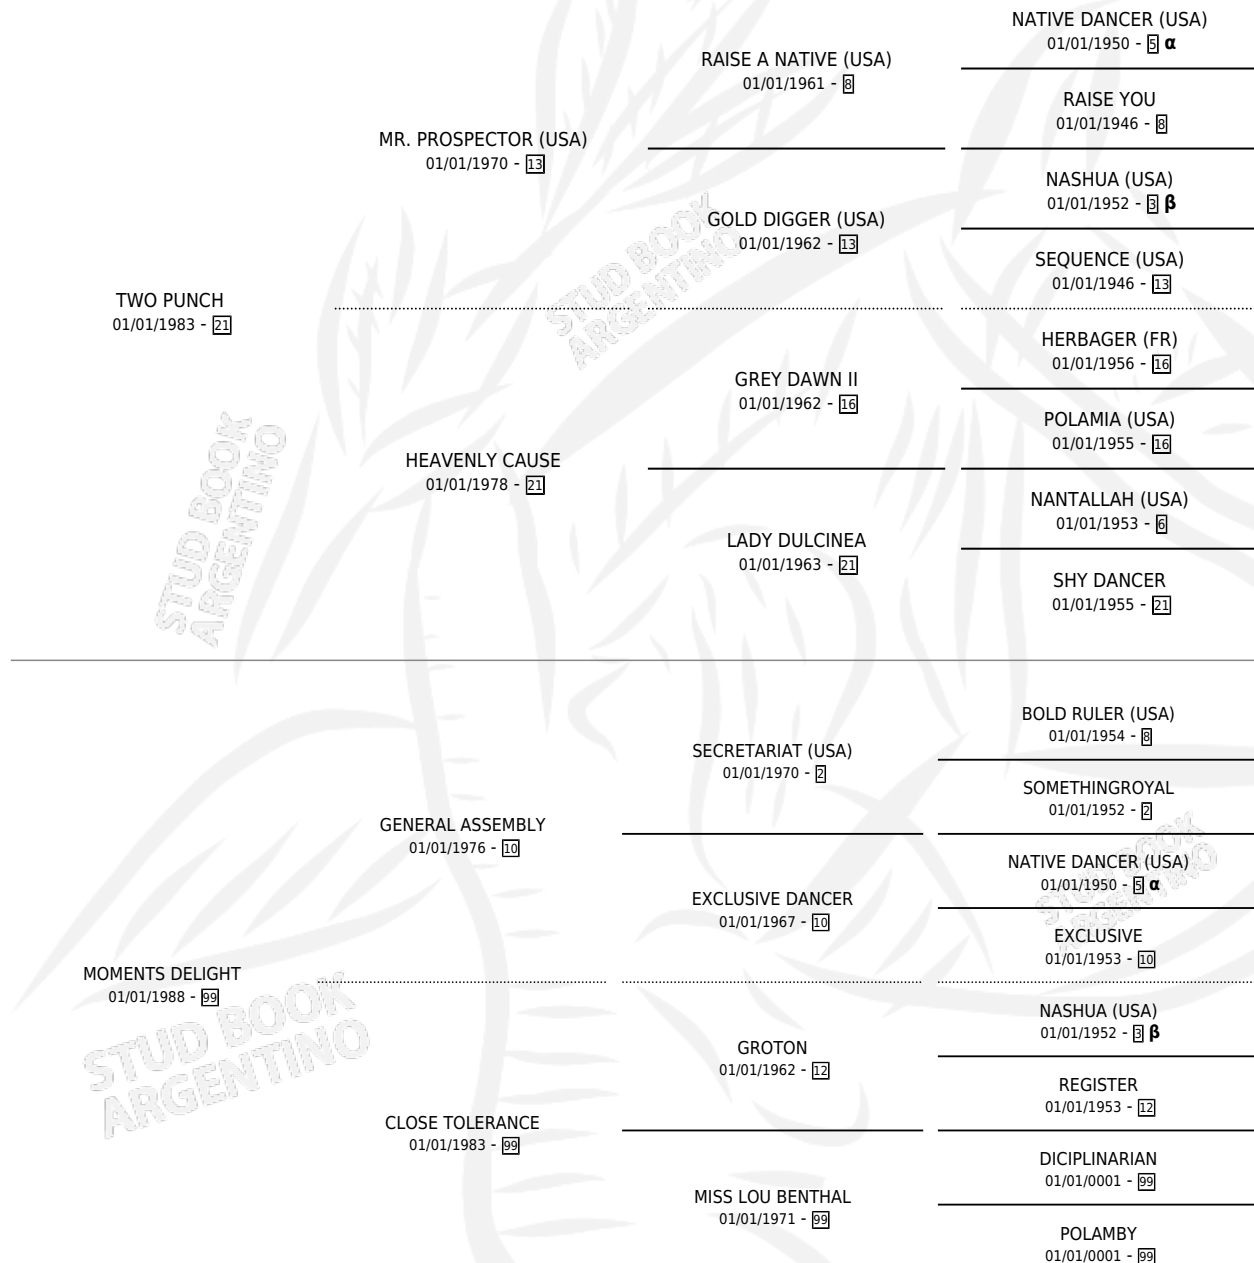 NATIVE DANCER (USA)
01/01/1950 - 5 α
RAISE A NATIVE (USA)
01/01/1961 - 8
RAISE YOU
01/01/1946 - 8
MR. PROSPECTOR (USA)
01/01/1970 - 13
NASHUA (USA)
01/01/1952 - 3 β
GOLD DIGGER (USA)
01/01/1962 - 13
SEQUENCE (USA)
01/01/1946 - 13
TWO PUNCH
01/01/1983 - 21
HERBAGER (FR)
01/01/1956 - 16
GREY DAWN II
01/01/1962 - 16
POLAMIA (USA)
01/01/1955 - 16
HEAVENLY CAUSE
01/01/1978 - 21
NANTALLAH (USA)
01/01/1953 - 6
LADY DULCINEA
01/01/1963 - 21
SHY DANCER
01/01/1955 - 21
STUD BOOK
ARGENTINO
STUD BOOK
ARGENTINO
BOLD RULER (USA)
01/01/1954 - 8
SECRETARIAT (USA)
01/01/1970 - 2
SOMETHINGROYAL
01/01/1952 - 2
GENERAL ASSEMBLY
01/01/1976 - 10
NATIVE DANCER (USA)
01/01/1950 - 5 α
EXCLUSIVE DANCER
01/01/1967 - 10
EXCLUSIVE
01/01/1953 - 10
STUD BOOK
ARGENTINO
MOMENTS DELIGHT
01/01/1988 - 99
NASHUA (USA)
01/01/1952 - 3 β
GROTON
01/01/1962 - 12
REGISTER
01/01/1953 - 12
CLOSE TOLERANCE
01/01/1983 - 99
DICIPLINARIAN
01/01/0001 - 99
MISS LOU BENTHAL
01/01/1971 - 99
POLAMBY
01/01/0001 - 99
STUD BOOK
ARGENTINO